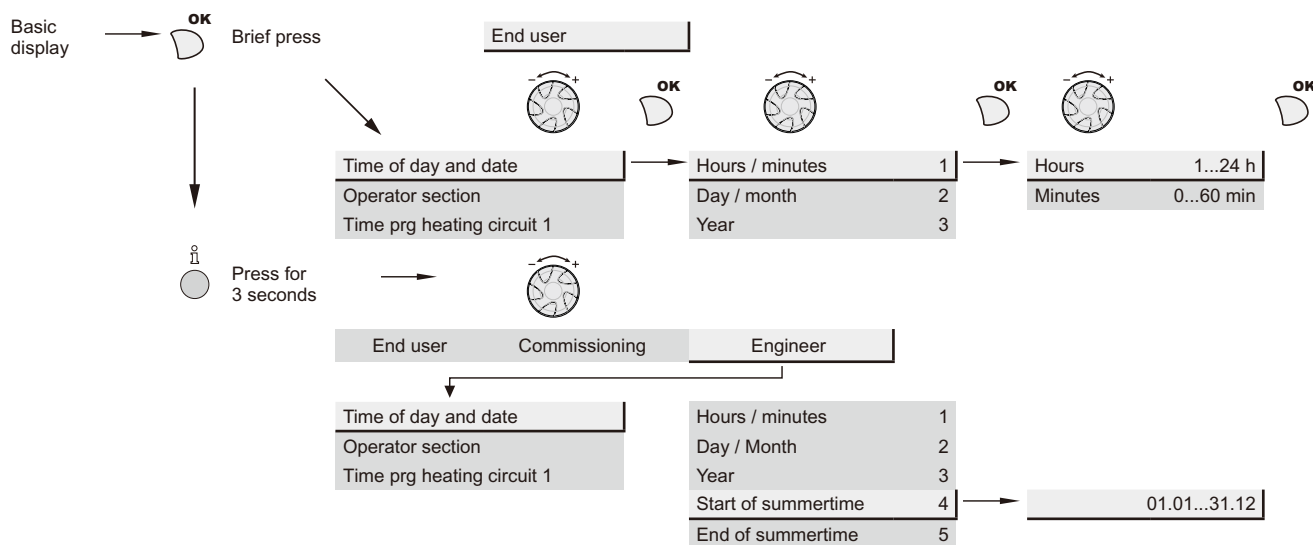 OK
Basic
display
Brief press
End user
- +
OK
- +
OK
- +
OK
Time of day and date
Operator section
Time prg heating circuit 1
Hours / minutes 1
Day / month 2
Year 3
Hours 1...24 h
Minutes 0...60 min
Press for
3 seconds
- +
End user Commissioning Engineer
Time of day and date
Operator section
Time prg heating circuit 1
Hours / minutes 1
Day / Month 2
Year 3
Start of summertime 4
End of summertime 5
01.01...31.12